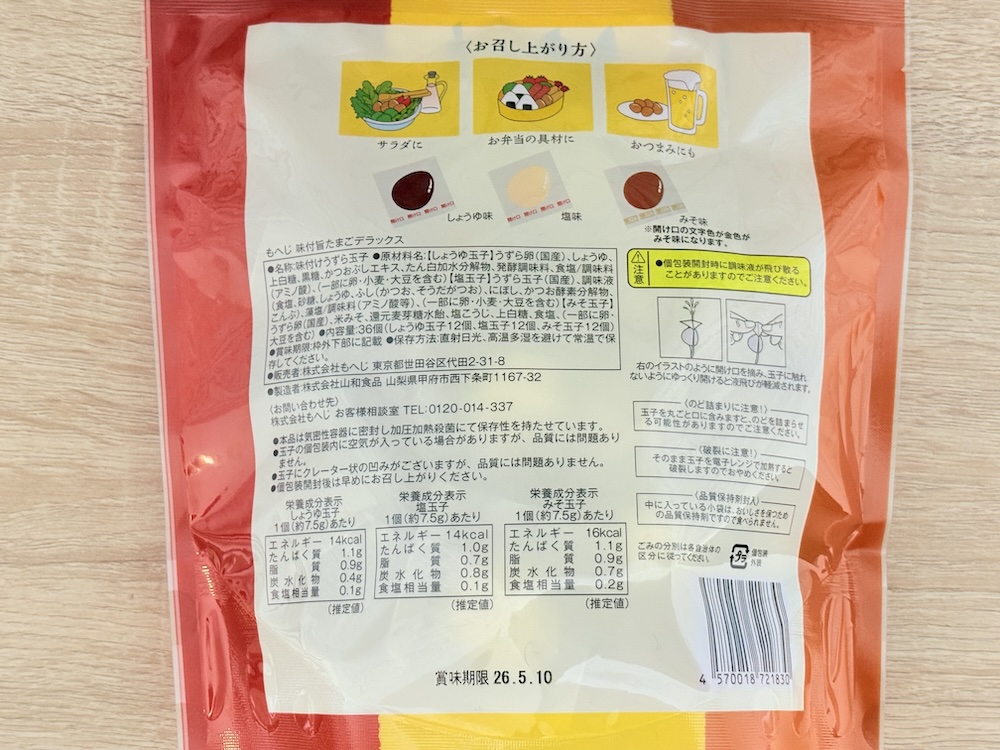 〈お召し上がり方〉
サラダに
お弁当の具材に
おつまみにも
しょうゆ味
塩味
みそ味
※開け口の文字色が金色が
みそ味になります。
もへじ 味付旨たまごデラックス
●名称:味付けうずら玉子 ●原材料名:【しょうゆ玉子】うずら卵(国産)、しょうゆ、
上白糖、黒糖、かつおぶしエキス、たん白加水分解物、発酵調味料、食塩/調味料
(アミノ酸)、(一部に卵・小麦・大豆を含む)【塩玉子】うずら卵(国産)、調味液
(食塩、砂糖、しょうゆ、ふし(かつお、そうだがつお)、にぼし、かつお酵素分解物、
こんぶ)、藻塩/調味料(アミノ酸等)、(一部に卵・小麦・大豆を含む)【みそ玉子】
うずら卵(国産)、米みそ、還元麦芽糖水飴、塩こうじ、上白糖、食塩、(一部に卵・
大豆を含む) ●内容量:36個(しょうゆ玉子12個、塩玉子12個、みそ玉子12個)
●賞味期限:枠外下部に記載 ●保存方法:直射日光、高温多湿を避けて常温で保
存してください。
●販売者:株式会社もへじ 東京都世田谷区代田2-31-8
●製造者:株式会社山和食品 山梨県甲府市西下条町1167-32
〈お問い合わせ先〉
株式会社もへじ お客様相談室 TEL:0120-014-337
●本品は気密性容器に密封し加圧加熱殺菌にて保存性を持たせています。
●玉子の個包装内に空気が入っている場合がありますが、品質には問題あり
ません。
●玉子にクレーター状の凹みがございますが、品質には問題ありません。
●個包装開封後は早めにお召し上がりください。
注意
●個包装開封時に調味液が飛び散る
ことがありますのでご注意ください。
右のイラストのように開け口を摘み、玉子に触れ
ないようにゆっくり開けると液飛びが軽減されます。
〈のど詰まりに注意!〉
玉子を丸ごと口に含みますと、のどを詰まらせ
る可能性がありますのでご注意ください。
〈破裂に注意!〉
そのまま玉子を電子レンジで加熱すると
破裂しますのでおやめください。
〈品質保持剤封入〉
中に入っている小袋は、おいしさを保つため
の品質保持剤ですので食べられません。
ごみの分別は各自治体の
区分に従ってください。
プラ
個包装
外装
栄養成分表示
しょうゆ玉子
1個(約7.5g)あたり
エネルギー 14kcal
たんぱく質 1.1g
脂質 0.9g
炭水化物 0.4g
食塩相当量 0.1g
(推定値)
栄養成分表示
塩玉子
1個(約7.5g)あたり
エネルギー 14kcal
たんぱく質 1.0g
脂質 0.7g
炭水化物 0.8g
食塩相当量 0.1g
(推定値)
栄養成分表示
みそ玉子
1個(約7.5g)あたり
エネルギー 16kcal
たんぱく質 1.1g
脂質 0.9g
炭水化物 0.7g
食塩相当量 0.2g
(推定値)
賞味期限 26.5.10
4 570018 721830